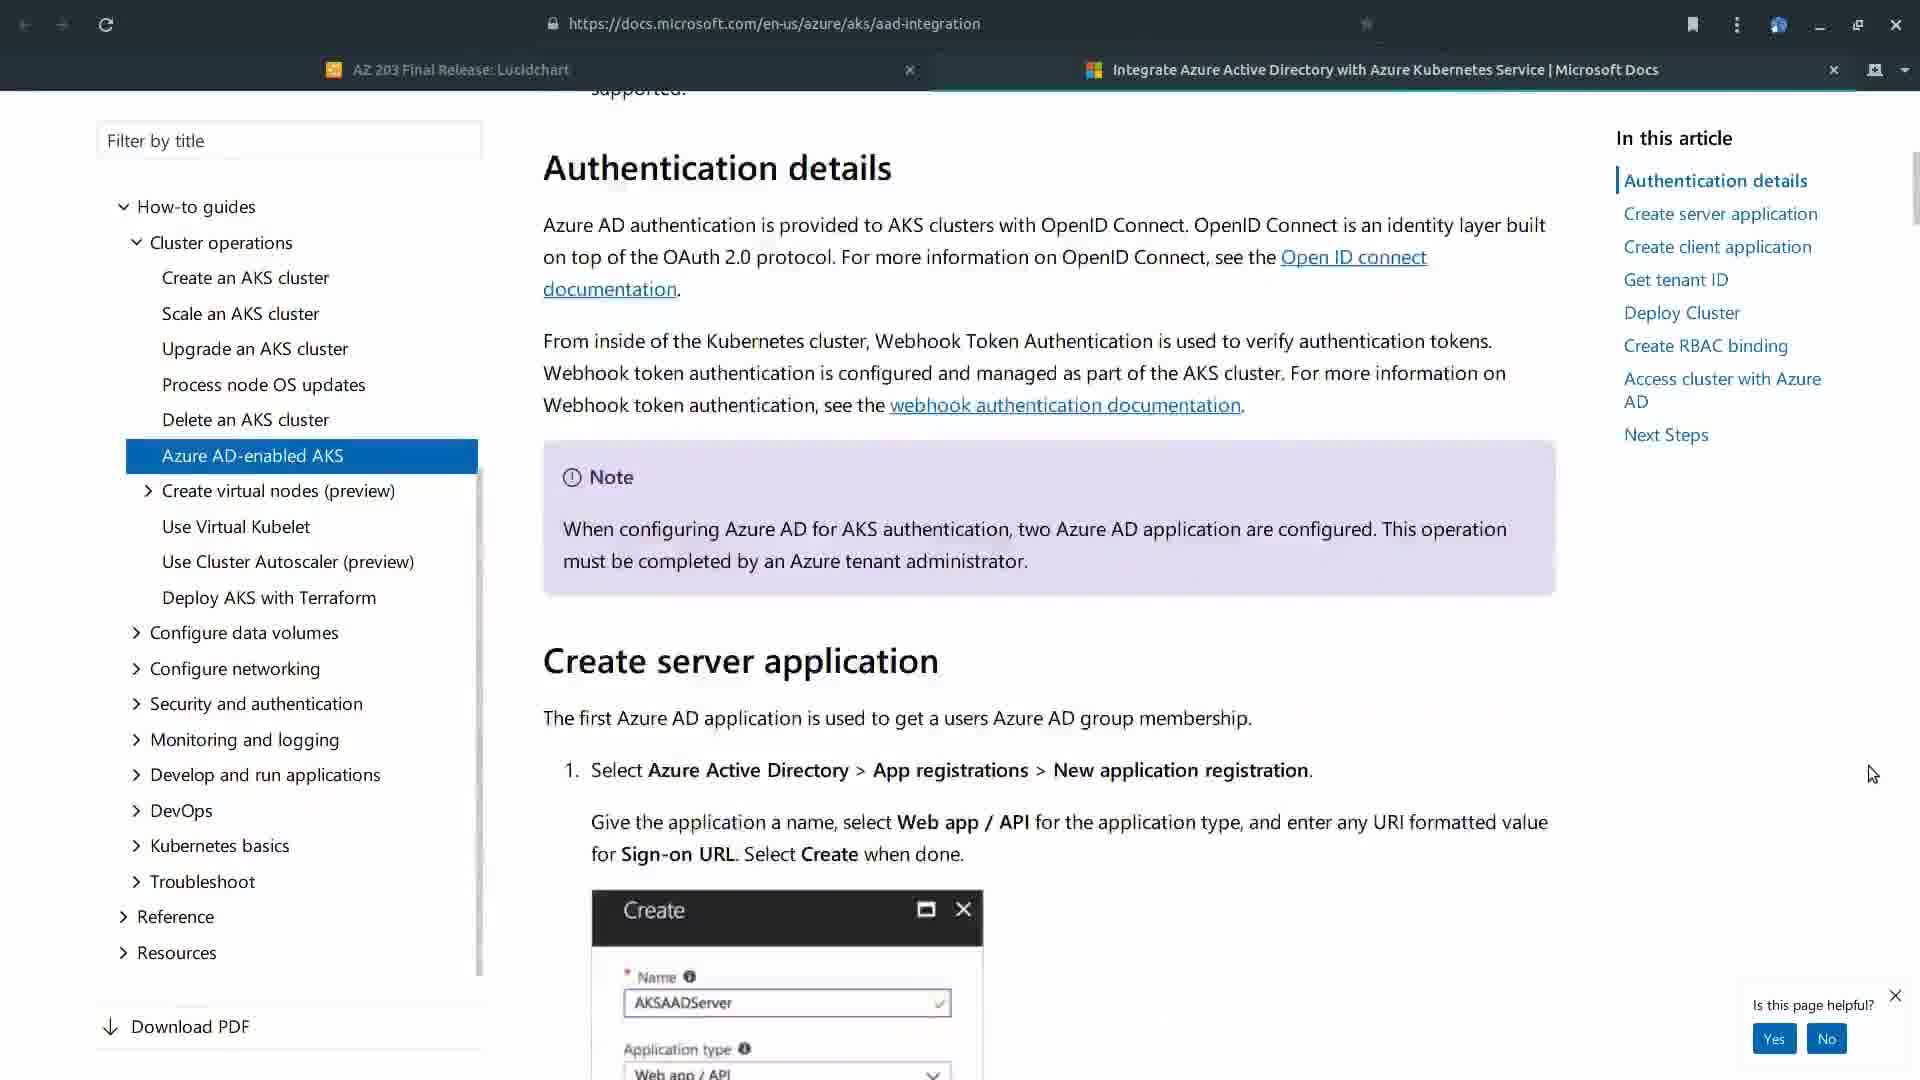 https://docs.microsoft.com/en-us/azure/aks/aad-integration
AZ 203 Final Release: Lucidchart
Integrate Azure Active Directory with Azure Kubernetes Service | Microsoft Docs
Filter by title
How-to guides
Cluster operations
Create an AKS cluster
Scale an AKS cluster
Upgrade an AKS cluster
Process node OS updates
Delete an AKS cluster
Azure AD-enabled AKS
Create virtual nodes (preview)
Use Virtual Kubelet
Use Cluster Autoscaler (preview)
Deploy AKS with Terraform
Configure data volumes
Configure networking
Security and authentication
Monitoring and logging
Develop and run applications
DevOps
Kubernetes basics
Troubleshoot
Reference
Resources
Download PDF
supported.
Authentication details
Azure AD authentication is provided to AKS clusters with OpenID Connect. OpenID Connect is an identity layer built
on top of the OAuth 2.0 protocol. For more information on OpenID Connect, see the Open ID connect
documentation.
From inside of the Kubernetes cluster, Webhook Token Authentication is used to verify authentication tokens.
Webhook token authentication is configured and managed as part of the AKS cluster. For more information on
Webhook token authentication, see the webhook authentication documentation.
Note
When configuring Azure AD for AKS authentication, two Azure AD application are configured. This operation
must be completed by an Azure tenant administrator.
Create server application
The first Azure AD application is used to get a users Azure AD group membership.
1. Select Azure Active Directory > App registrations > New application registration.
Give the application a name, select Web app / API for the application type, and enter any URI formatted value
for Sign-on URL. Select Create when done.
Create
* Name
AKSAADServer
Application type
Web app / API
In this article
Authentication details
Create server application
Create client application
Get tenant ID
Deploy Cluster
Create RBAC binding
Access cluster with Azure
AD
Next Steps
Is this page helpful?
Yes
No